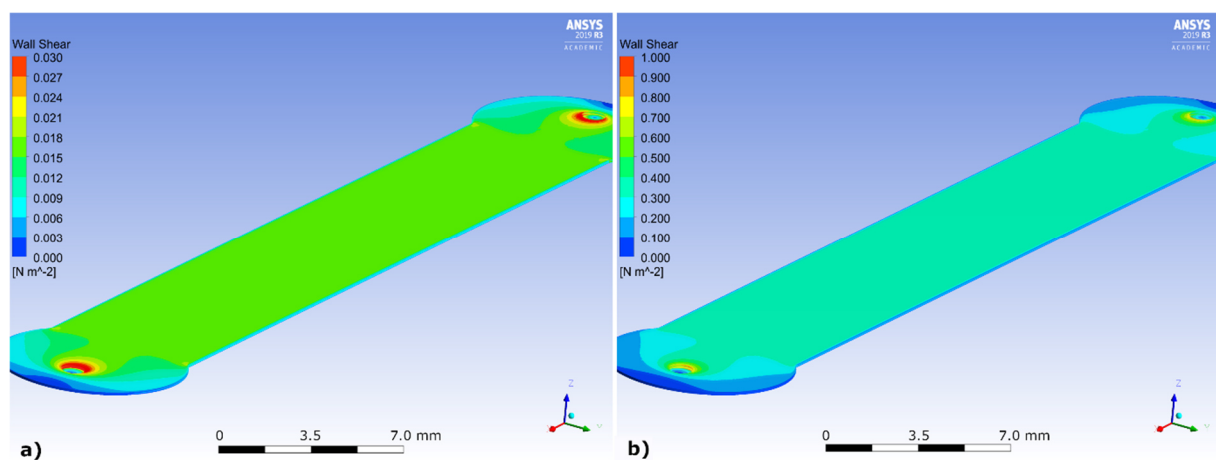 ANSYS
2019 R3
ACADEMIC
Wall Shear
0.030
0.027
0.024
0.021
0.018
0.015
0.012
0.009
0.006
0.003
0.000
[N m^-2]
Z
0 3.5 7.0 mm
a)
ANSYS
2019 R3
ACADEMIC
Wall Shear
1.000
0.900
0.800
0.700
0.600
0.500
0.400
0.300
0.200
0.100
0.000
[N m^-2]
Z
0 3.5 7.0 mm
b)